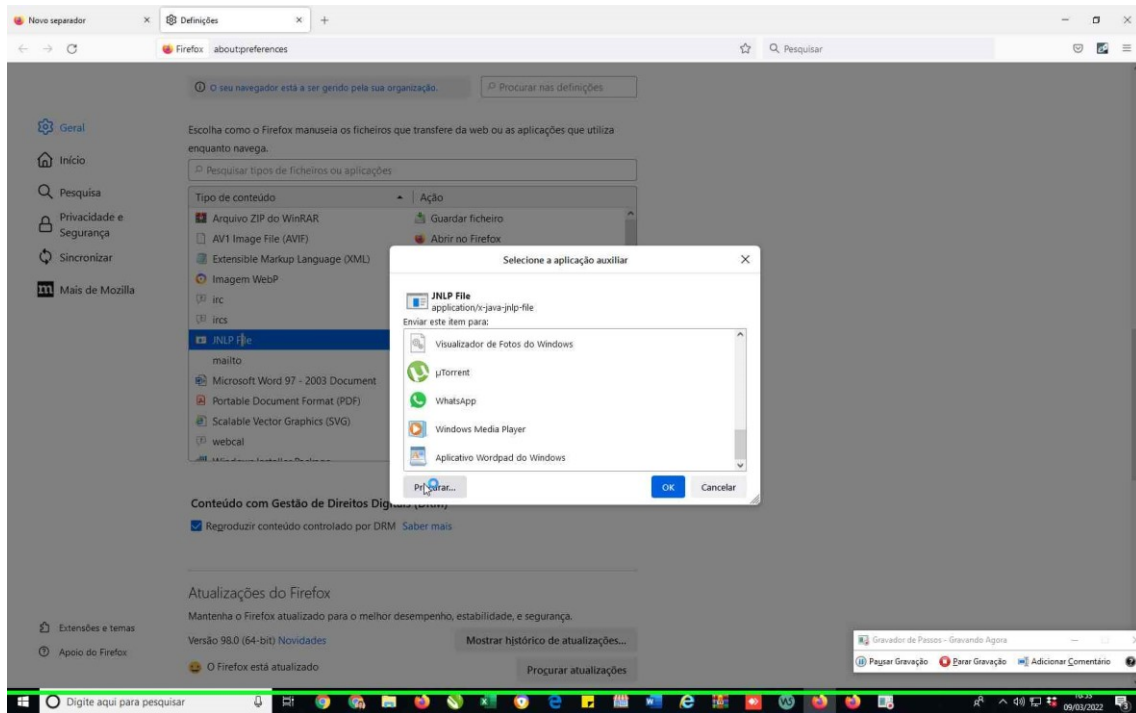 Novo separador
Definições
Firefox about:preferences
Pesquisar
O seu navegador está a ser gerido pela sua organização.
Procurar nas definições
Geral
Início
Pesquisa
Privacidade e
Segurança
Sincronizar
Mais de Mozilla
Extensões e temas
Apoio do Firefox
Escolha como o Firefox manuseia os ficheiros que transfere da web ou as aplicações que utiliza
enquanto navega.
Pesquisar tipos de ficheiros ou aplicações
Tipo de conteúdo Ação
Arquivo ZIP do WinRAR Guardar ficheiro
AV1 Image File (AVIF) Abrir no Firefox
Extensible Markup Language (XML)
Imagem WebP
irc
ircs
JNLP File
mailto
Microsoft Word 97 - 2003 Document
Portable Document Format (PDF)
Scalable Vector Graphics (SVG)
webcal
Selecione a aplicação auxiliar
JNLP File
application/x-java-jnlp-file
Enviar este item para:
Visualizador de Fotos do Windows
µTorrent
WhatsApp
Windows Media Player
Aplicativo Wordpad do Windows
Procurar...
OK Cancelar
Conteúdo com Gestão de Direitos
Reproduzir conteúdo controlado por DRM Saber mais
Atualizações do Firefox
Mantenha o Firefox atualizado para o melhor desempenho, estabilidade, e segurança.
Versão 98.0 (64-bit) Novidades
Mostrar histórico de atualizações...
O Firefox está atualizado
Procurar atualizações
Gravador de Passos - Gravando Agora
Pausar Gravação Parar Gravação Adicionar Comentário
Digite aqui para pesquisar
09/03/2022